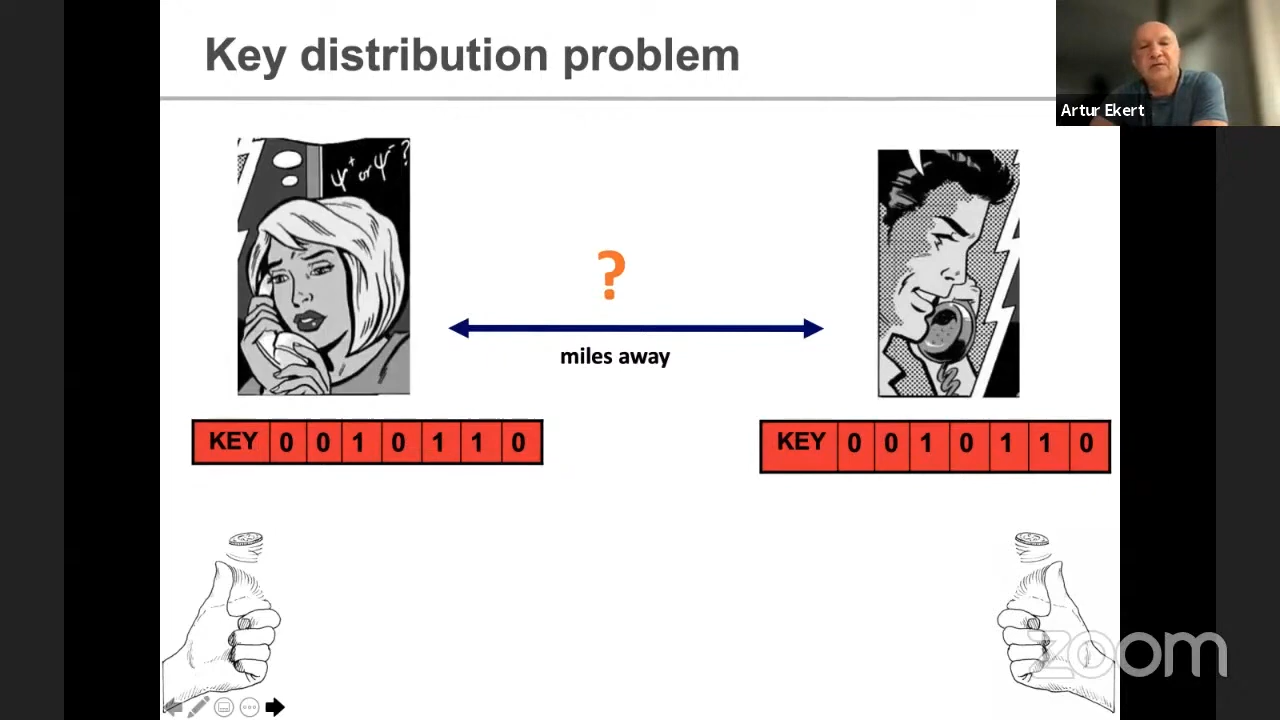 Key distribution problem
Artur Ekert
Ψ⁺ or Ψ⁻ ?
?
miles away
KEY 0 0 1 0 1 1 0
KEY 0 0 1 0 1 1 0
zoom